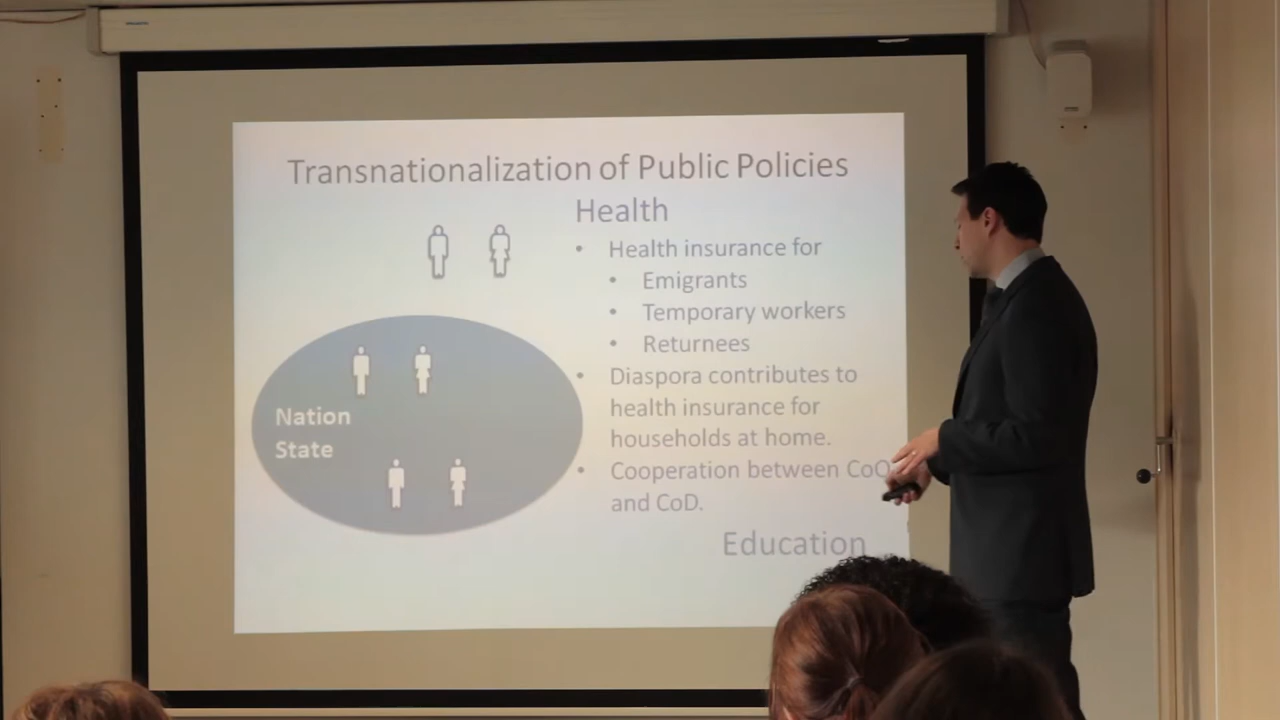 Transnationalization of Public Policies
Health
• Health insurance for
• Emigrants
• Temporary workers
• Returnees
• Diaspora contributes to
health insurance for
households at home.
• Cooperation between CoO
and CoD.
Education
Nation
State